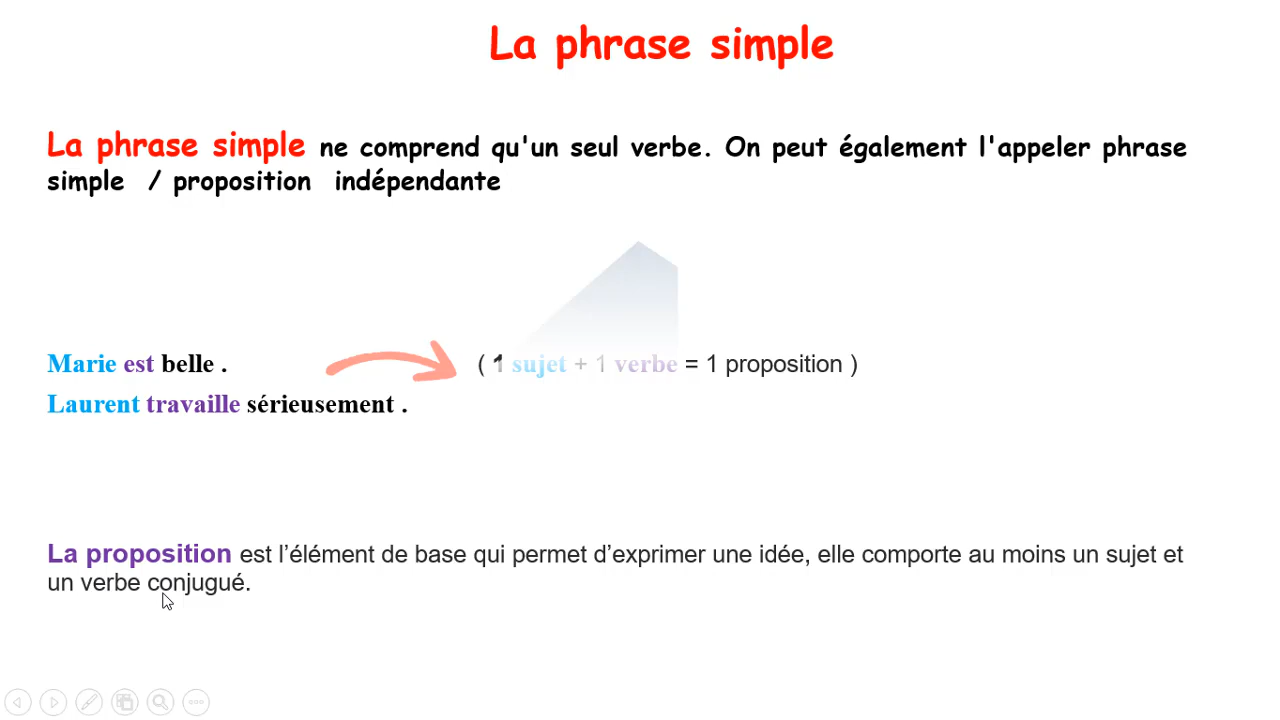 La phrase simple
La phrase simple ne comprend qu'un seul verbe. On peut également l'appeler phrase
simple / proposition indépendante
Marie est belle .
( 1 sujet + 1 verbe = 1 proposition )
Laurent travaille sérieusement .
La proposition est l’élément de base qui permet d’exprimer une idée, elle comporte au moins un sujet et
un verbe conjugué.